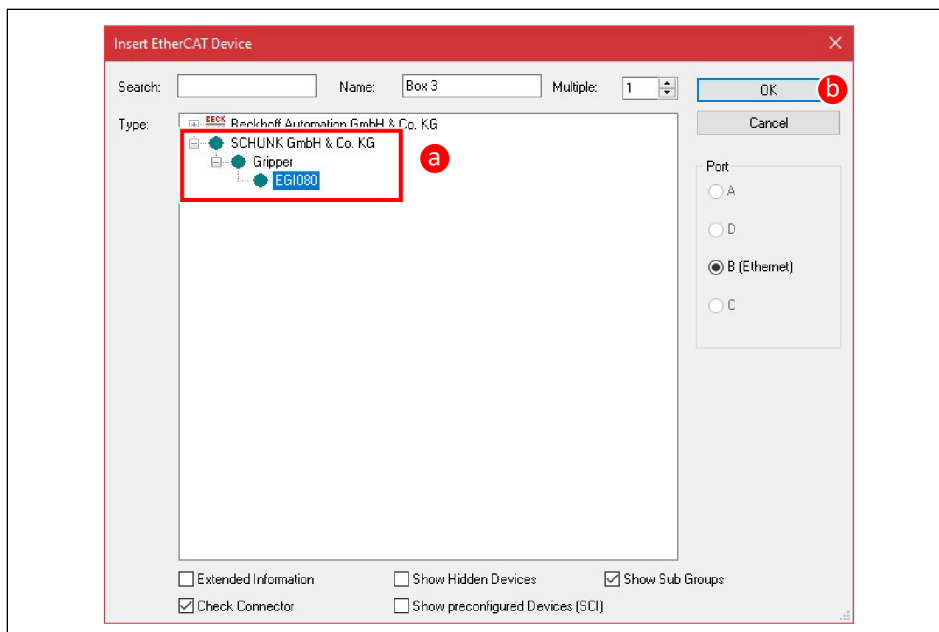 Insert EtherCAT Device
Search: Name: Box 3 Multiple: 1 OK b
Type: BECK Beckhoff Automation GmbH & Co. KG Cancel
SCHUNK GmbH & Co. KG
Gripper a
EGI080
Port
A
D
B (Ethernet)
C
Extended Information Show Hidden Devices Show Sub Groups
Check Connector Show preconfigured Devices (SCI)